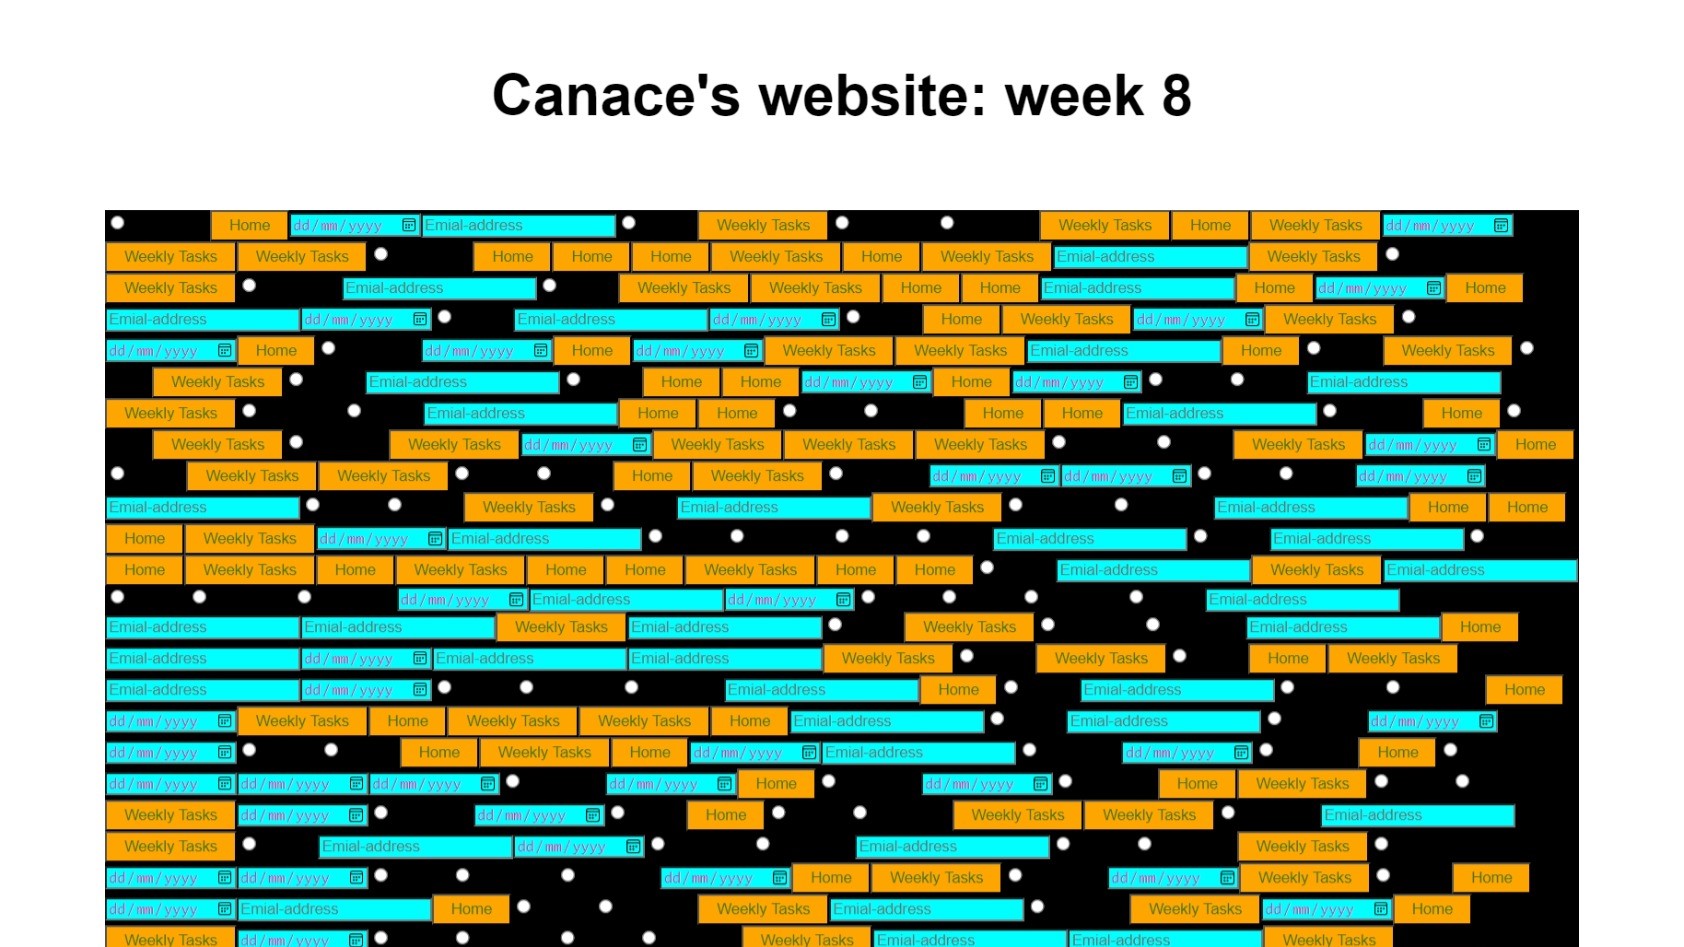 Canace's website: week 8
Home dd/mm/yyyy Emial-address Weekly Tasks Weekly Tasks Home Weekly Tasks dd/mm/yyyy
Weekly Tasks Weekly Tasks Home Home Home Weekly Tasks Home Weekly Tasks Emial-address Weekly Tasks
Weekly Tasks Emial-address Weekly Tasks Weekly Tasks Home Home Emial-address Home dd/mm/yyyy Home
Emial-address dd/mm/yyyy Emial-address dd/mm/yyyy Home Weekly Tasks dd/mm/yyyy Weekly Tasks
dd/mm/yyyy Home dd/mm/yyyy Home dd/mm/yyyy Weekly Tasks Weekly Tasks Emial-address Home Weekly Tasks
Weekly Tasks Emial-address Home Home dd/mm/yyyy Home dd/mm/yyyy Emial-address
Weekly Tasks Emial-address Home Home Home Home Emial-address Home
Weekly Tasks Weekly Tasks dd/mm/yyyy Weekly Tasks Weekly Tasks Weekly Tasks Weekly Tasks dd/mm/yyyy Home
Weekly Tasks Weekly Tasks Home Weekly Tasks dd/mm/yyyy dd/mm/yyyy dd/mm/yyyy
Emial-address Weekly Tasks Emial-address Weekly Tasks Emial-address Home Home
Home Weekly Tasks dd/mm/yyyy Emial-address Emial-address Emial-address
Home Weekly Tasks Home Weekly Tasks Home Home Weekly Tasks Home Home Emial-address Weekly Tasks Emial-address
dd/mm/yyyy Emial-address dd/mm/yyyy Emial-address
Emial-address Emial-address Weekly Tasks Emial-address Weekly Tasks Emial-address Home
Emial-address dd/mm/yyyy Emial-address Emial-address Weekly Tasks Weekly Tasks Home Weekly Tasks
Emial-address dd/mm/yyyy Emial-address Home Emial-address Home
dd/mm/yyyy Weekly Tasks Home Weekly Tasks Weekly Tasks Home Emial-address Emial-address dd/mm/yyyy
dd/mm/yyyy Home Weekly Tasks Home dd/mm/yyyy Emial-address dd/mm/yyyy Home
dd/mm/yyyy dd/mm/yyyy dd/mm/yyyy dd/mm/yyyy Home dd/mm/yyyy Home Weekly Tasks
Weekly Tasks dd/mm/yyyy dd/mm/yyyy Home Weekly Tasks Weekly Tasks Emial-address
Weekly Tasks Emial-address dd/mm/yyyy Emial-address Weekly Tasks
dd/mm/yyyy dd/mm/yyyy dd/mm/yyyy Home Weekly Tasks dd/mm/yyyy Weekly Tasks Home
dd/mm/yyyy Emial-address Home Weekly Tasks Emial-address Weekly Tasks dd/mm/yyyy Home
Weekly Tasks dd/mm/yyyy Weekly Tasks Emial-address Emial-address Weekly Tasks